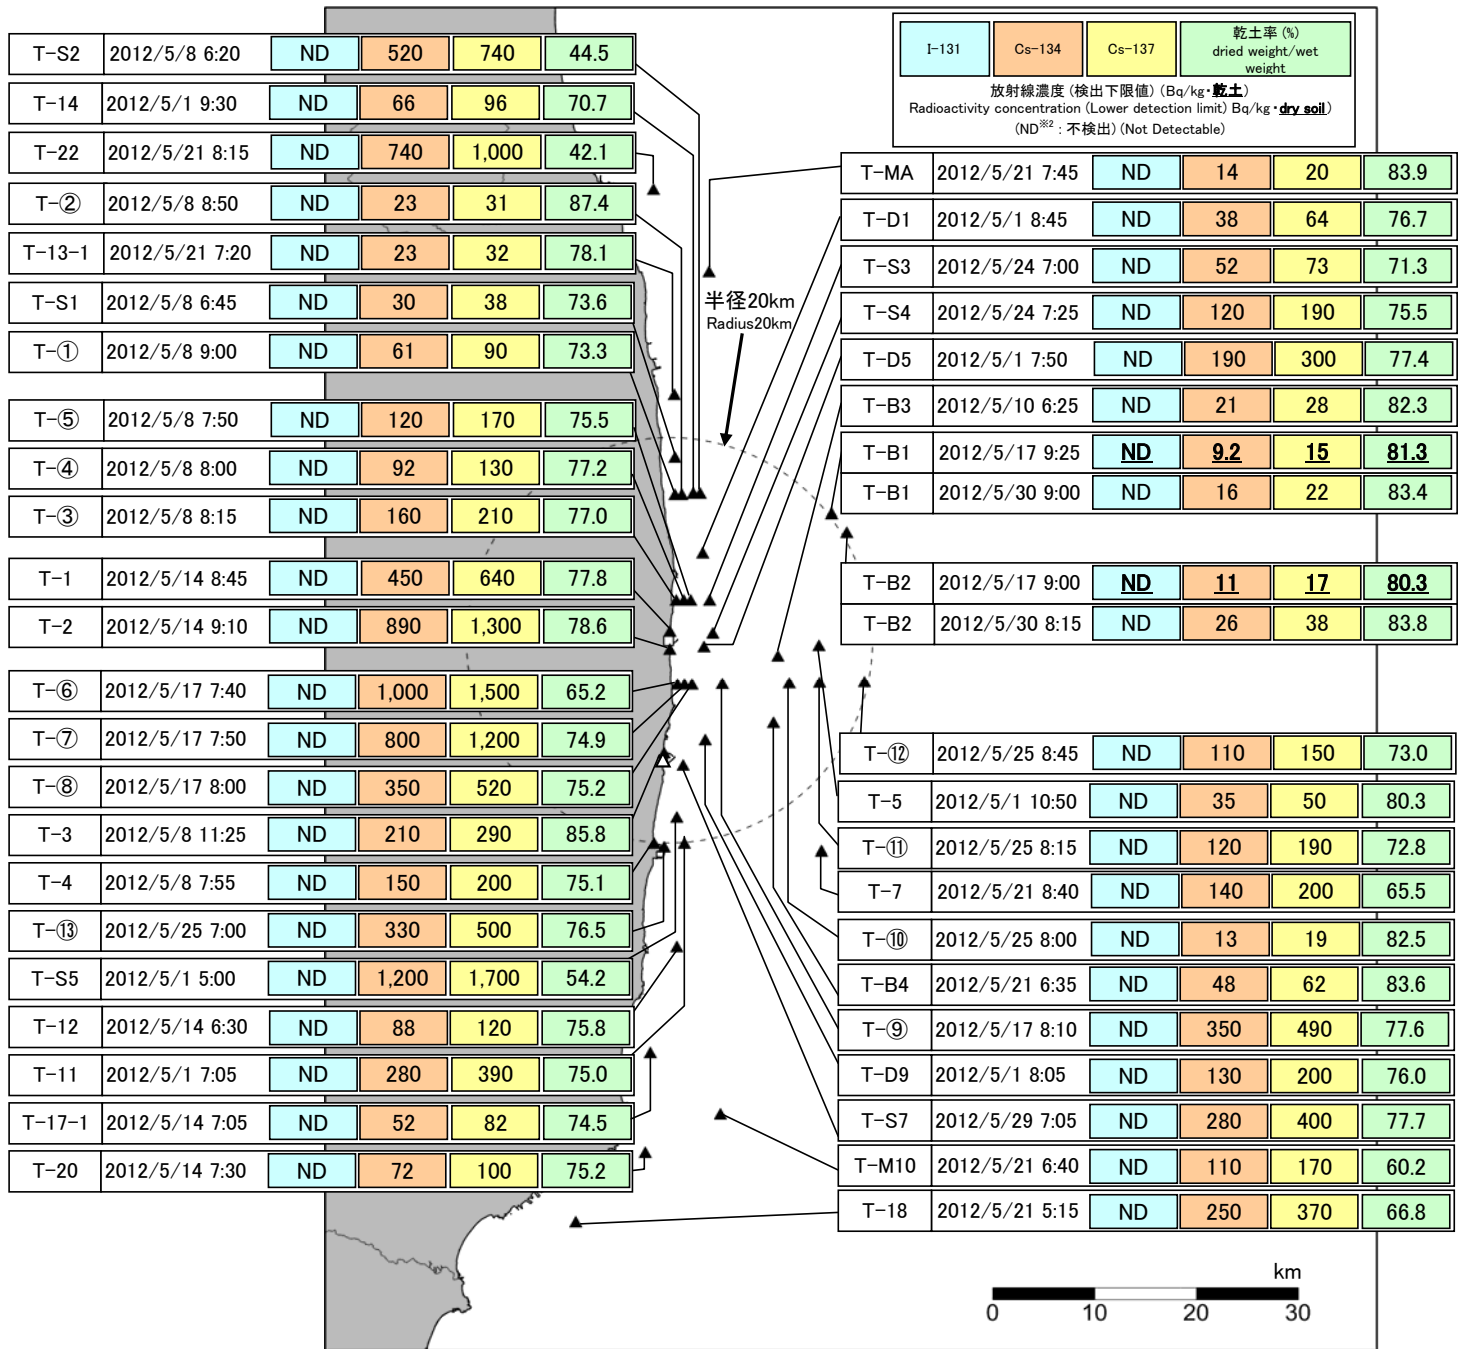 I-131 Cs-134 Cs-137 乾土率 (%)
dried weight/wet
weight
放射線濃度 (検出下限値) (Bq/kg・乾土)
Radioactivity concentration (Lower detection limit) Bq/kg・dry soil)
(ND※2 : 不検出) (Not Detectable)
T-S2 2012/5/8 6:20 ND 520 740 44.5
T-14 2012/5/1 9:30 ND 66 96 70.7
T-22 2012/5/21 8:15 ND 740 1,000 42.1
T-② 2012/5/8 8:50 ND 23 31 87.4
T-13-1 2012/5/21 7:20 ND 23 32 78.1
T-S1 2012/5/8 6:45 ND 30 38 73.6
T-① 2012/5/8 9:00 ND 61 90 73.3
T-⑤ 2012/5/8 7:50 ND 120 170 75.5
T-④ 2012/5/8 8:00 ND 92 130 77.2
T-③ 2012/5/8 8:15 ND 160 210 77.0
T-1 2012/5/14 8:45 ND 450 640 77.8
T-2 2012/5/14 9:10 ND 890 1,300 78.6
T-⑥ 2012/5/17 7:40 ND 1,000 1,500 65.2
T-⑦ 2012/5/17 7:50 ND 800 1,200 74.9
T-⑧ 2012/5/17 8:00 ND 350 520 75.2
T-3 2012/5/8 11:25 ND 210 290 85.8
T-4 2012/5/8 7:55 ND 150 200 75.1
T-⑬ 2012/5/25 7:00 ND 330 500 76.5
T-S5 2012/5/1 5:00 ND 1,200 1,700 54.2
T-12 2012/5/14 6:30 ND 88 120 75.8
T-11 2012/5/1 7:05 ND 280 390 75.0
T-17-1 2012/5/14 7:05 ND 52 82 74.5
T-20 2012/5/14 7:30 ND 72 100 75.2
半径20km
Radius20km
T-MA 2012/5/21 7:45 ND 14 20 83.9
T-D1 2012/5/1 8:45 ND 38 64 76.7
T-S3 2012/5/24 7:00 ND 52 73 71.3
T-S4 2012/5/24 7:25 ND 120 190 75.5
T-D5 2012/5/1 7:50 ND 190 300 77.4
T-B3 2012/5/10 6:25 ND 21 28 82.3
T-B1 2012/5/17 9:25 ND 9.2 15 81.3
T-B1 2012/5/30 9:00 ND 16 22 83.4
T-B2 2012/5/17 9:00 ND 11 17 80.3
T-B2 2012/5/30 8:15 ND 26 38 83.8
T-⑫ 2012/5/25 8:45 ND 110 150 73.0
T-5 2012/5/1 10:50 ND 35 50 80.3
T-⑪ 2012/5/25 8:15 ND 120 190 72.8
T-7 2012/5/21 8:40 ND 140 200 65.5
T-⑩ 2012/5/25 8:00 ND 13 19 82.5
T-B4 2012/5/21 6:35 ND 48 62 83.6
T-⑨ 2012/5/17 8:10 ND 350 490 77.6
T-D9 2012/5/1 8:05 ND 130 200 76.0
T-S7 2012/5/29 7:05 ND 280 400 77.7
T-M10 2012/5/21 6:40 ND 110 170 60.2
T-18 2012/5/21 5:15 ND 250 370 66.8
km
0 10 20 30